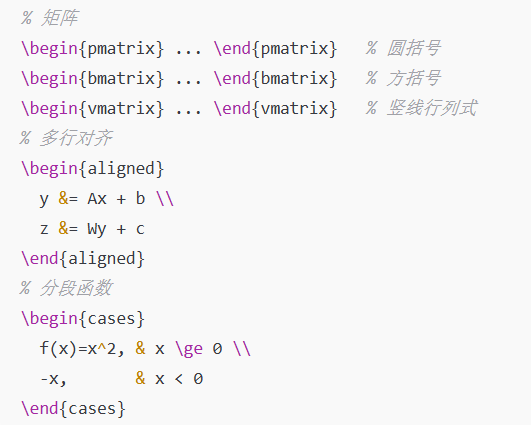 % 矩阵
\begin{pmatrix} ... \end{pmatrix}   % 圆括号
\begin{bmatrix} ... \end{bmatrix}   % 方括号
\begin{vmatrix} ... \end{vmatrix}   % 竖线行列式
% 多行对齐
\begin{aligned}
  y &= Ax + b \\
  z &= Wy + c
\end{aligned}
% 分段函数
\begin{cases}
  f(x)=x^2, & x \ge 0 \\
  -x,       & x < 0
\end{cases}